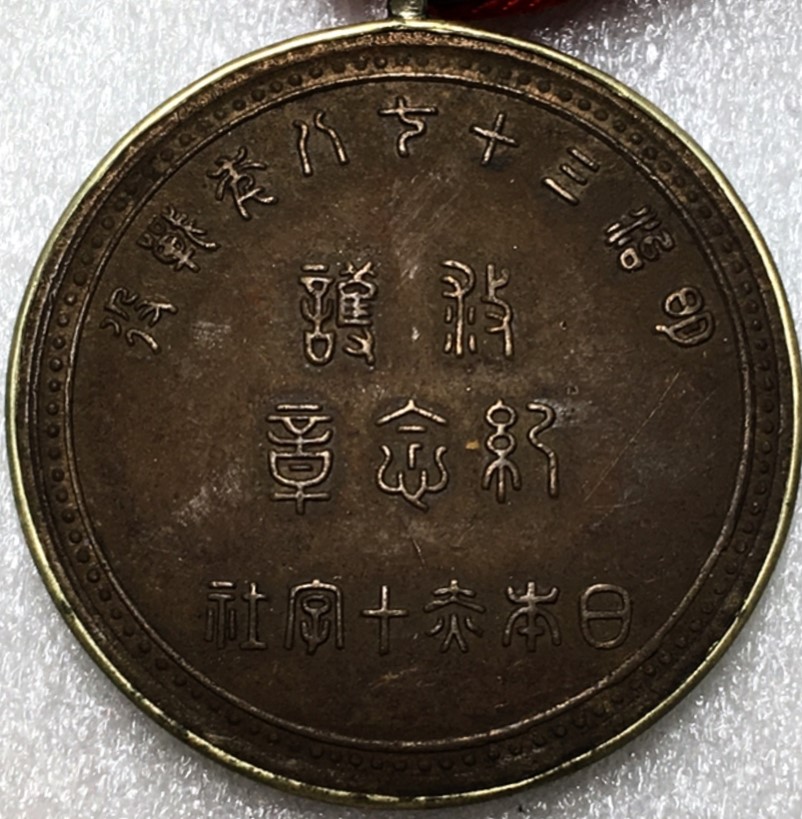 明治三十七八年戰役
救護
紀念章
日本赤十字社